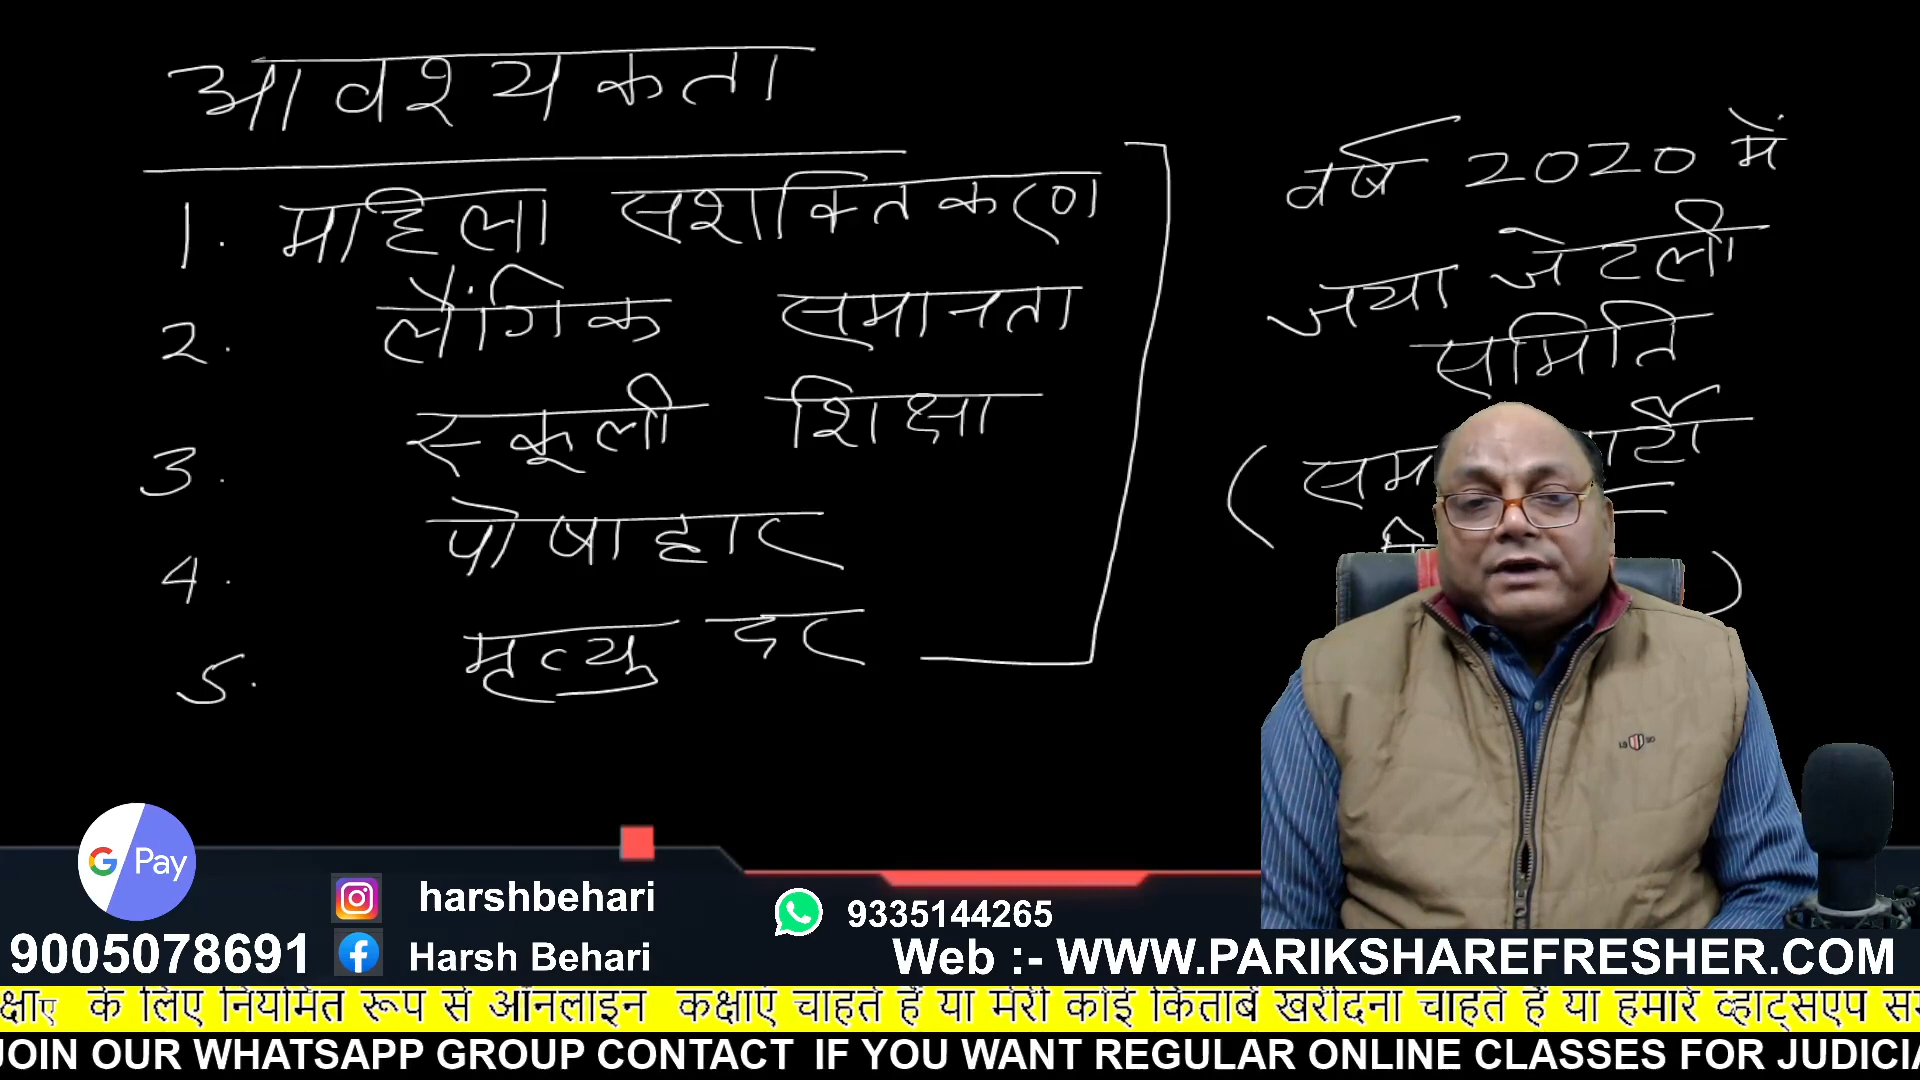 आवश्यकता
1. महिला सशक्तिकरण
2. लैंगिक समानता
3. स्कूली शिक्षा
4. पोषाहार
5. मृत्यु दर
वर्ष 2020 में
जया जेटली
समिति
G Pay
9005078691
harshbehari
Harsh Behari
9335144265
Web :- WWW.PARIKSHAREFRESHER.COM
के लिए नियमित रूप से ऑनलाइन कक्षाएं चाहते हैं या मेरी कोई किताबें खरीदना चाहते हैं या हमारे व्हाट्सएप
JOIN OUR WHATSAPP GROUP CONTACT IF YOU WANT REGULAR ONLINE CLASSES FOR